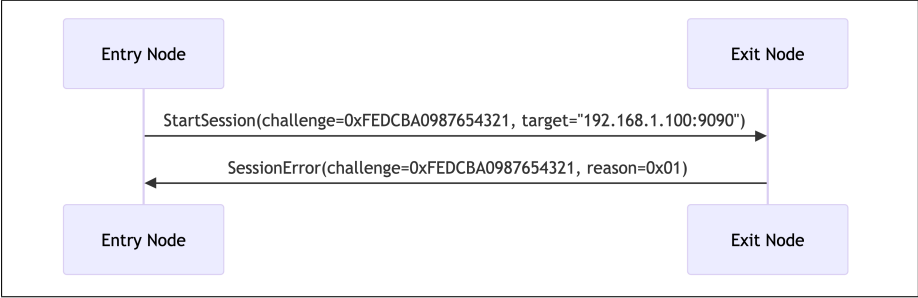 Entry Node
Exit Node
StartSession(challenge=0xFEDCBA0987654321, target="192.168.1.100:9090")
SessionError(challenge=0xFEDCBA0987654321, reason=0x01)
Entry Node
Exit Node